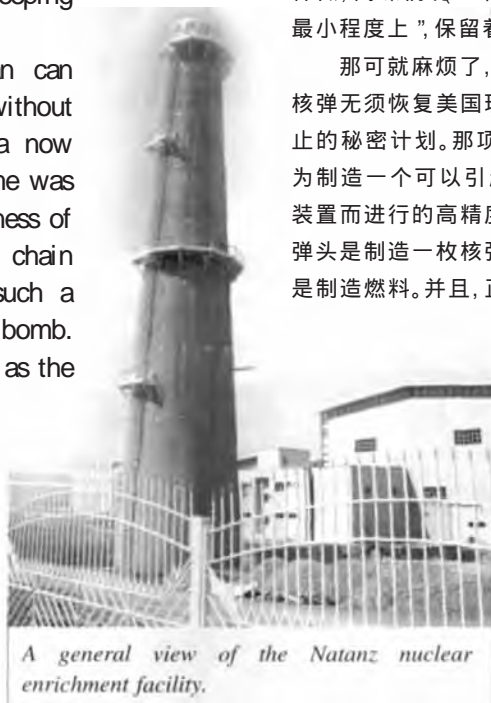 can
without
a now
was
ness of
chain
such a
bomb.
as the
最小程度上 ”, 保留着
那可就麻烦了,
核弹无须恢复美国
止的秘密计划。那项
为制造一个可以引
装置而进行的高精度
弹头是制造一枚核弹
是制造燃料。并且, 正
A general view of the Natanz nuclear
enrichment facility.